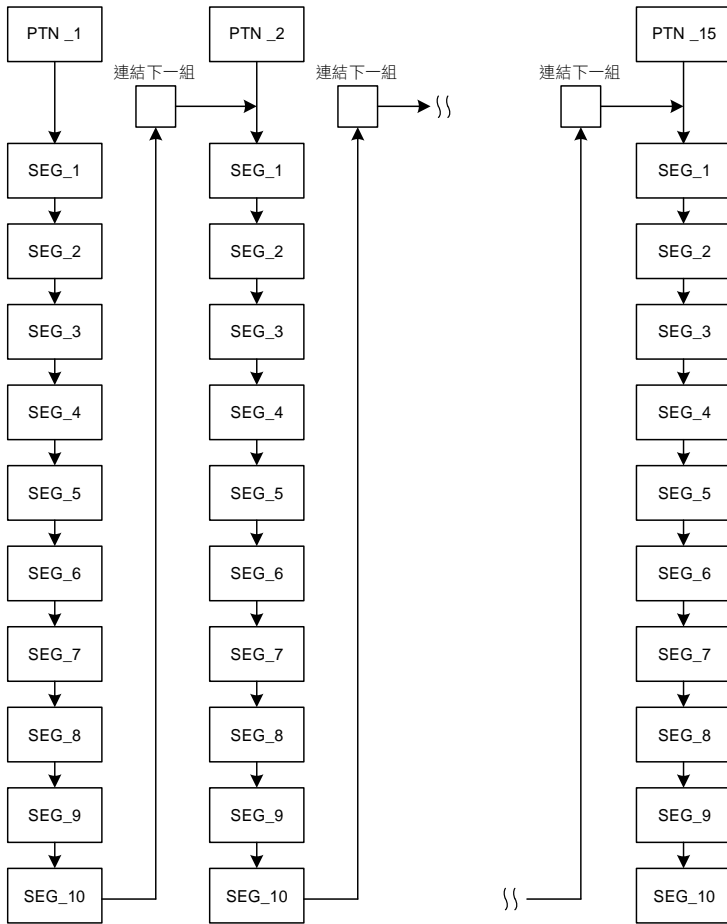 PTN _1
SEG_1
SEG_2
SEG_3
SEG_4
SEG_5
SEG_6
SEG_7
SEG_8
SEG_9
SEG_10
連結下一組
PTN _2
SEG_1
SEG_2
SEG_3
SEG_4
SEG_5
SEG_6
SEG_7
SEG_8
SEG_9
SEG_10
連結下一組
連結下一組
PTN _15
SEG_1
SEG_2
SEG_3
SEG_4
SEG_5
SEG_6
SEG_7
SEG_8
SEG_9
SEG_10